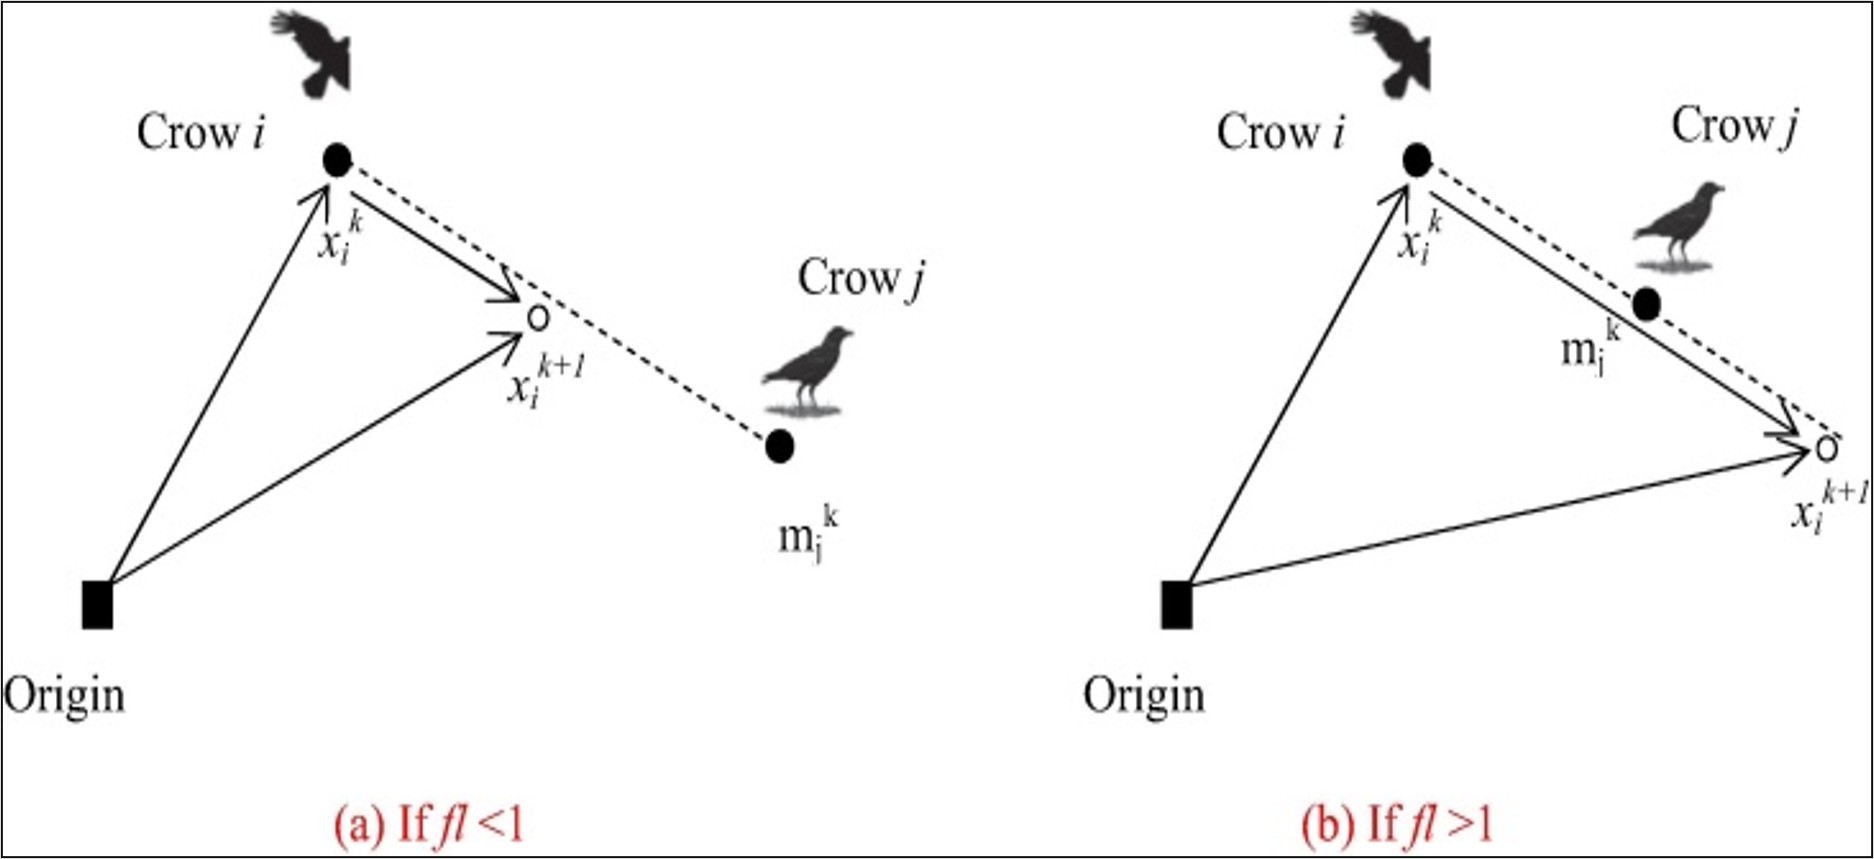 Crow i
x_i^k
Crow j
x_i^{k+1}
m_j^k
Origin
(a) If fl <1
Crow i
Crow j
x_i^k
m_j^k
x_i^{k+1}
Origin
(b) If fl >1